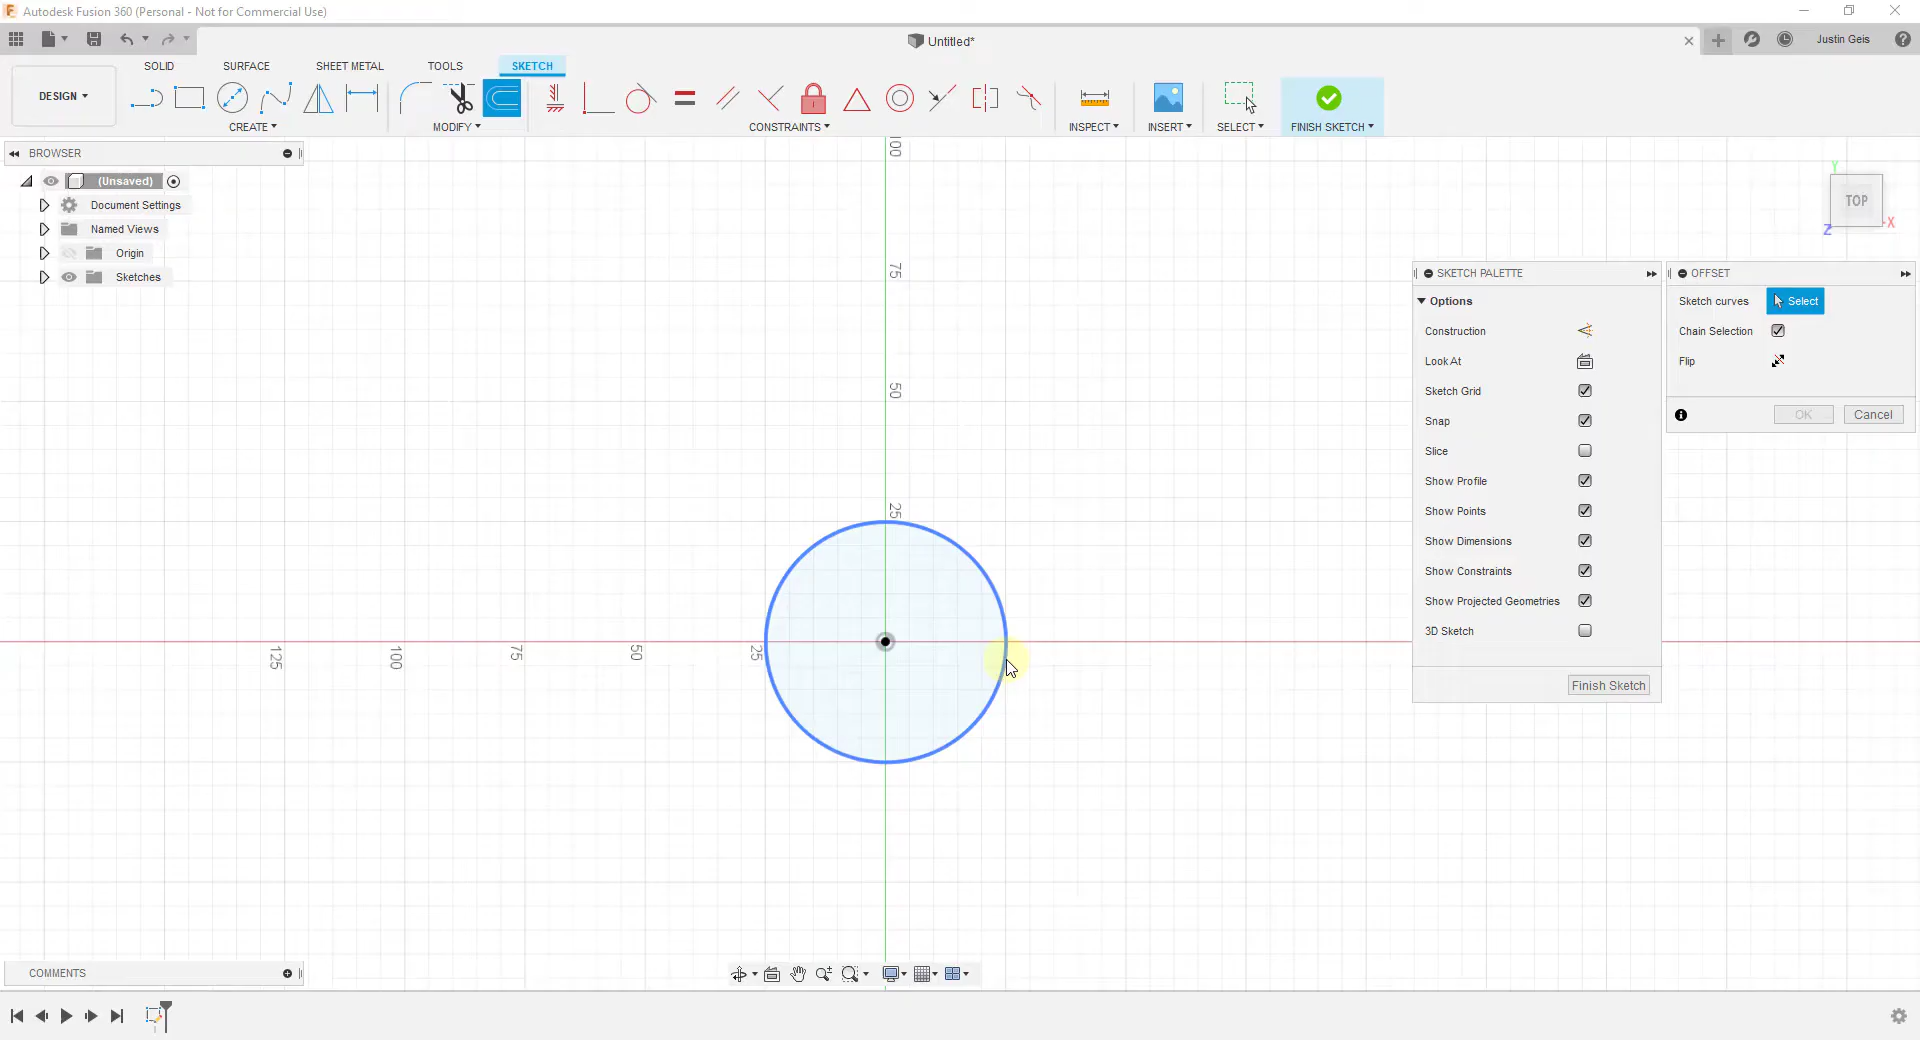 Autodesk Fusion 360 (Personal - Not for Commercial Use)
Untitled*
Justin Geis
SOLID SURFACE SHEET METAL TOOLS SKETCH
DESIGN
CREATE MODIFY CONSTRAINTS INSPECT INSERT SELECT FINISH SKETCH
BROWSER
(Unsaved)
Document Settings
Named Views
Origin
Sketches
100
75
50
25
125 100 75 50 25
Y
TOP
X
Z
SKETCH PALETTE
Options
Construction
Look At
Sketch Grid
Snap
Slice
Show Profile
Show Points
Show Dimensions
Show Constraints
Show Projected Geometries
3D Sketch
Finish Sketch
OFFSET
Sketch curves Select
Chain Selection
Flip
OK Cancel
COMMENTS